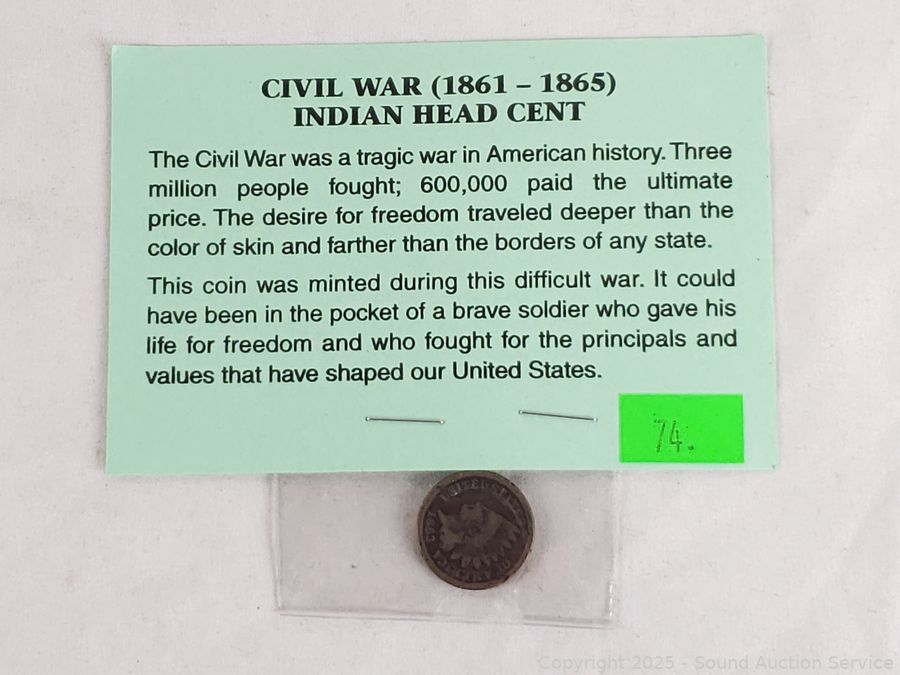 CIVIL WAR (1861 – 1865)
INDIAN HEAD CENT
The Civil War was a tragic war in American history. Three
million people fought; 600,000 paid the ultimate
price. The desire for freedom traveled deeper than the
color of skin and farther than the borders of any state.
This coin was minted during this difficult war. It could
have been in the pocket of a brave soldier who gave his
life for freedom and who fought for the principals and
values that have shaped our United States.
74.
UNITED STATES
OF AMERICA
Copyright 2025 - Sound Auction Service